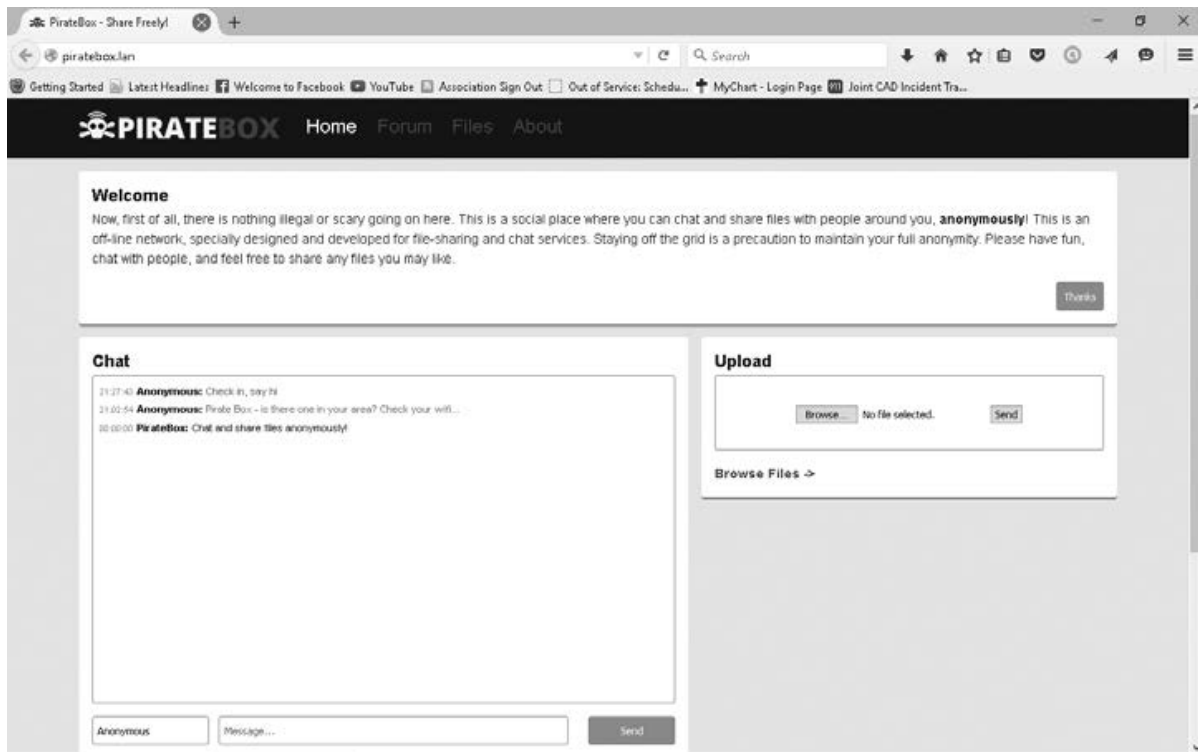 PirateBox - Share Freely!
piratebox.lan
Search
Getting Started Latest Headlines Welcome to Facebook YouTube Association Sign Out Out of Service: Schedu... MyChart - Login Page Joint CAD Incident Tra...
PIRATEBOX Home Forum Files About
Welcome
Now, first of all, there is nothing illegal or scary going on here. This is a social place where you can chat and share files with people around you, anonymously! This is an
off-line network, specially designed and developed for file-sharing and chat services. Staying off the grid is a precaution to maintain your full anonymity. Please have fun,
chat with people, and feel free to share any files you may like.
Thanks
Chat
Anonymous: Check in, say hi
Anonymous: Pirate Box - is there one in your area? Check your wifi...
00:00:00 PirateBox: Chat and share files anonymously!
Anonymous Message... Send
Upload
Browse... No file selected. Send
Browse Files ->